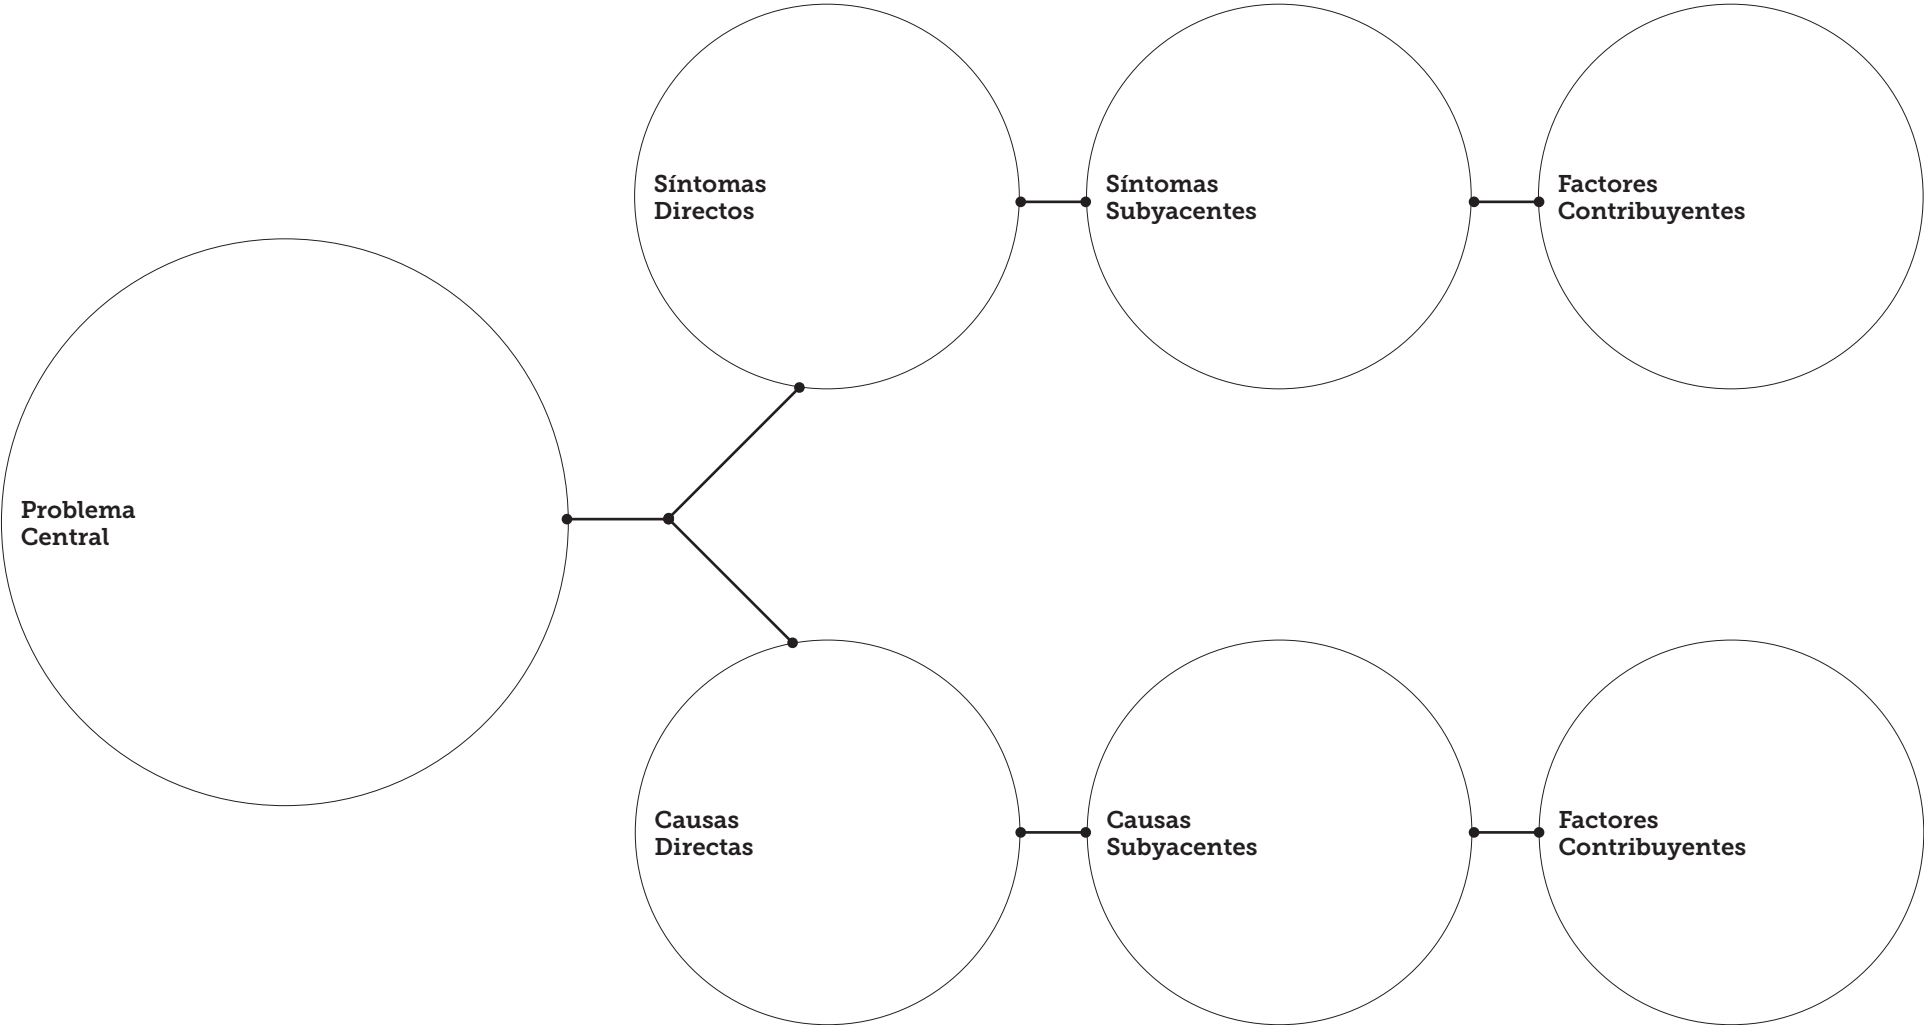 Síntomas
Directos
Síntomas
Subyacentes
Factores
Contribuyentes
Problema
Central
Causas
Directas
Causas
Subyacentes
Factores
Contribuyentes